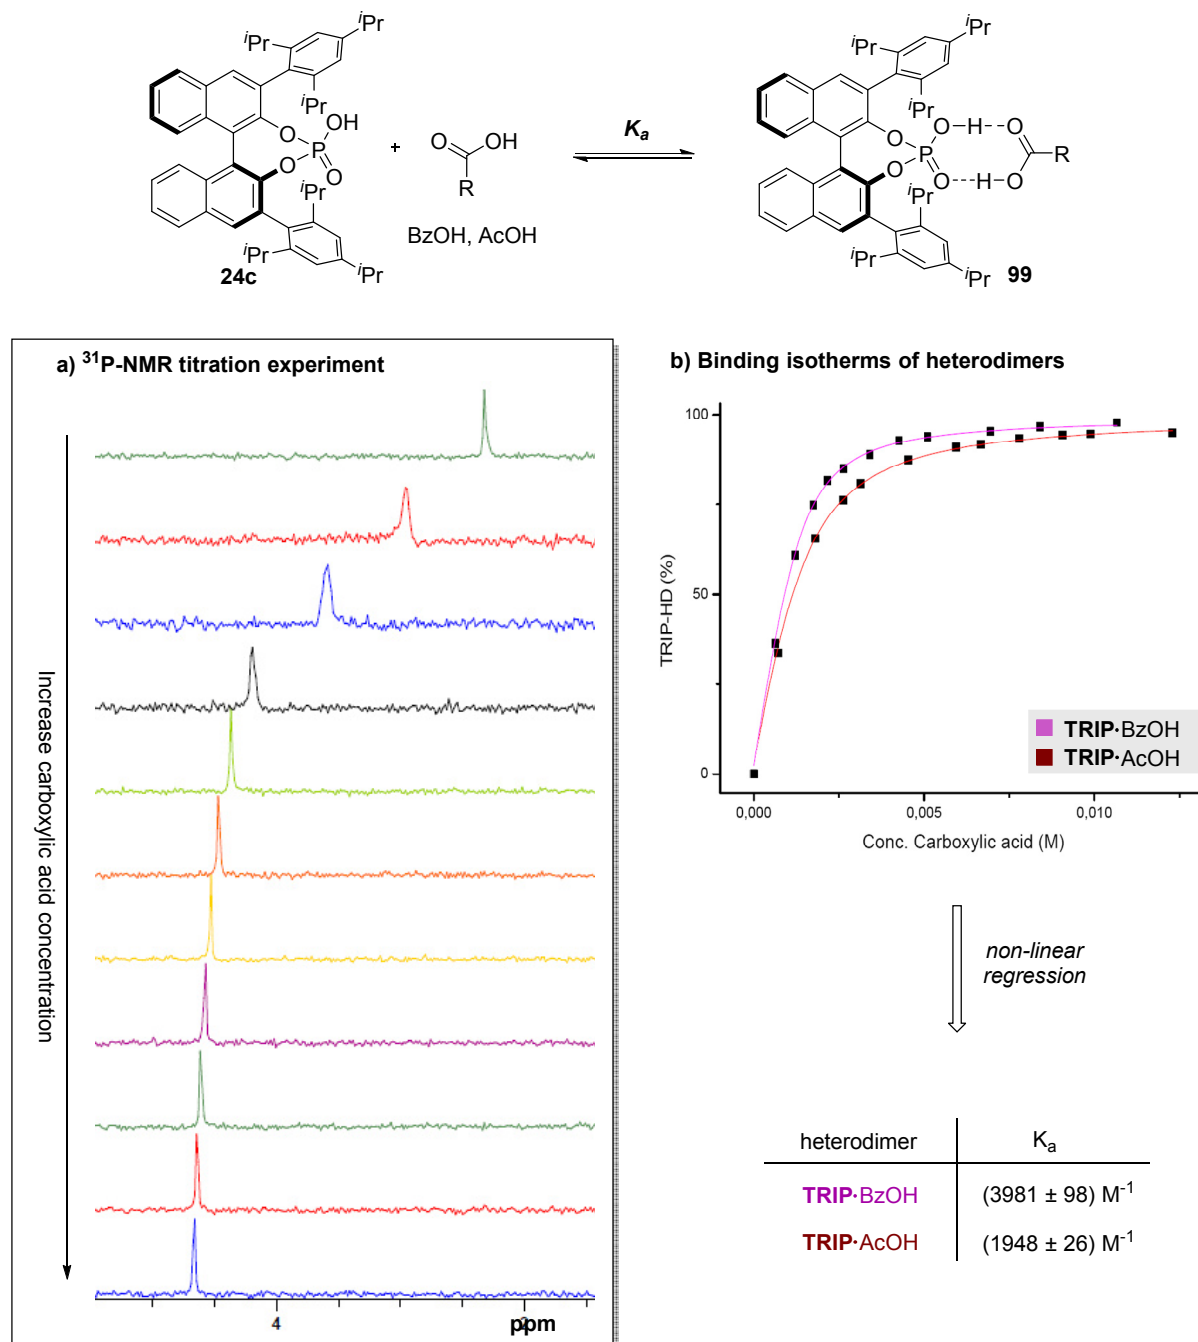 iPr
iPr
iPr
O
OH
P
O
O
iPr
iPr
iPr
24c
+
O
OH
R
BzOH, AcOH
Ka
iPr
iPr
iPr
O
O
H
O
P
R
O
O
H
O
iPr
iPr
iPr
99
a) 31P-NMR titration experiment
Increase carboxylic acid concentration
4
2
ppm
b) Binding isotherms of heterodimers
100
50
0
TRIP-HD (%)
TRIP·BzOH
TRIP·AcOH
0,000
0,005
0,010
Conc. Carboxylic acid (M)
non-linear
regression
heterodimer Ka
TRIP·BzOH (3981 ± 98) M-1
TRIP·AcOH (1948 ± 26) M-1